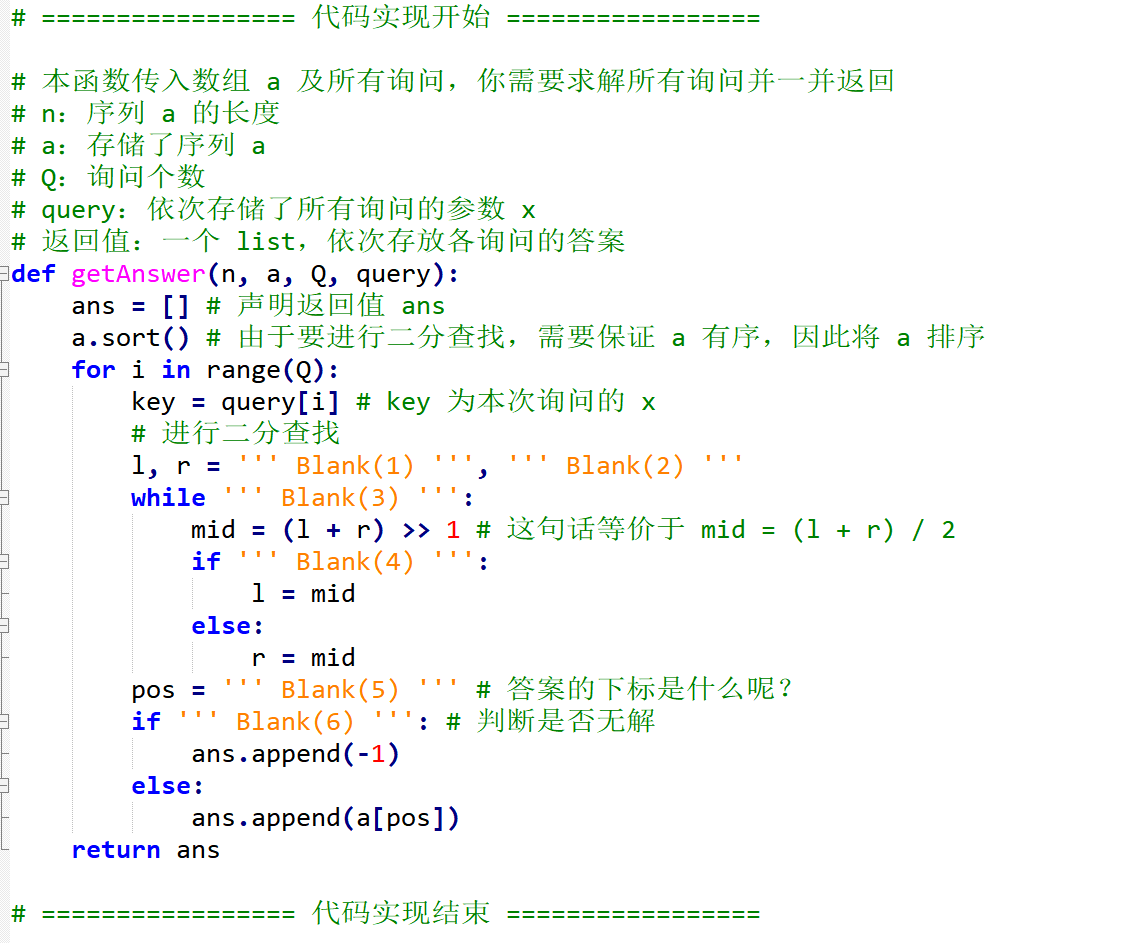 # ================= 代码实现开始 =================
# 本函数传入数组 a 及所有询问，你需要求解所有询问并一并返回
# n：序列 a 的长度
# a：存储了序列 a
# Q：询问个数
# query：依次存储了所有询问的参数 x
# 返回值：一个 list，依次存放各询问的答案
def getAnswer(n, a, Q, query):
    ans = [] # 声明返回值 ans
    a.sort() # 由于要进行二分查找，需要保证 a 有序，因此将 a 排序
    for i in range(Q):
        key = query[i] # key 为本次询问的 x
        # 进行二分查找
        l, r = ''' Blank(1) ''', ''' Blank(2) '''
        while ''' Blank(3) ''':
            mid = (l + r) >> 1 # 这句话等价于 mid = (l + r) / 2
            if ''' Blank(4) ''':
                l = mid
            else:
                r = mid
        pos = ''' Blank(5) ''' # 答案的下标是什么呢？
        if ''' Blank(6) ''': # 判断是否无解
            ans.append(-1)
        else:
            ans.append(a[pos])
    return ans
# ================= 代码实现结束 =================